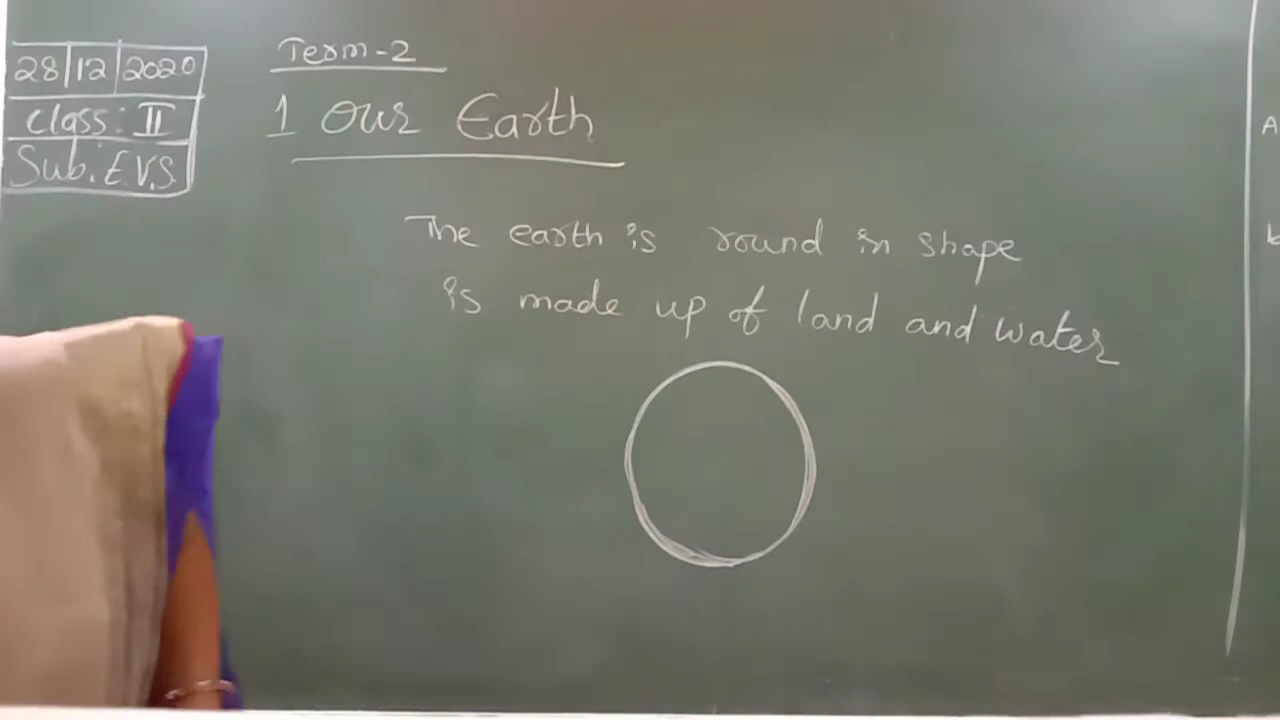 28|12|2020
Class: II
Sub: E.V.S.
Term-2
1 Our Earth
The earth is round in shape
is made up of land and water
A